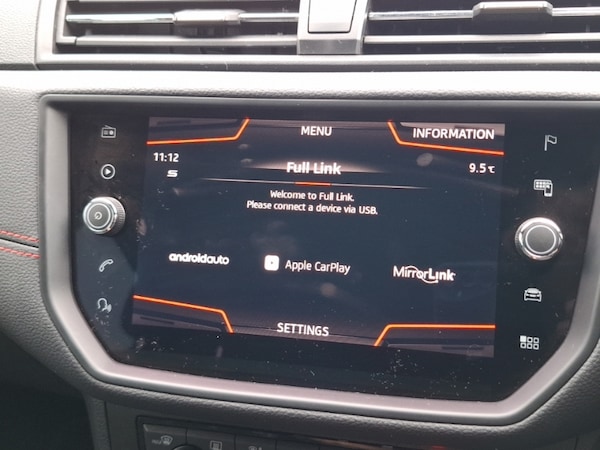 MENU
INFORMATION
11:12
Full Link
9.5°C
Welcome to Full Link.
Please connect a device via USB.
androidauto
Apple CarPlay
MirrorLink
SETTINGS